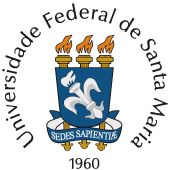 Universidade Federal de Santa Maria
SEDES SAPIENTIÆ
1960